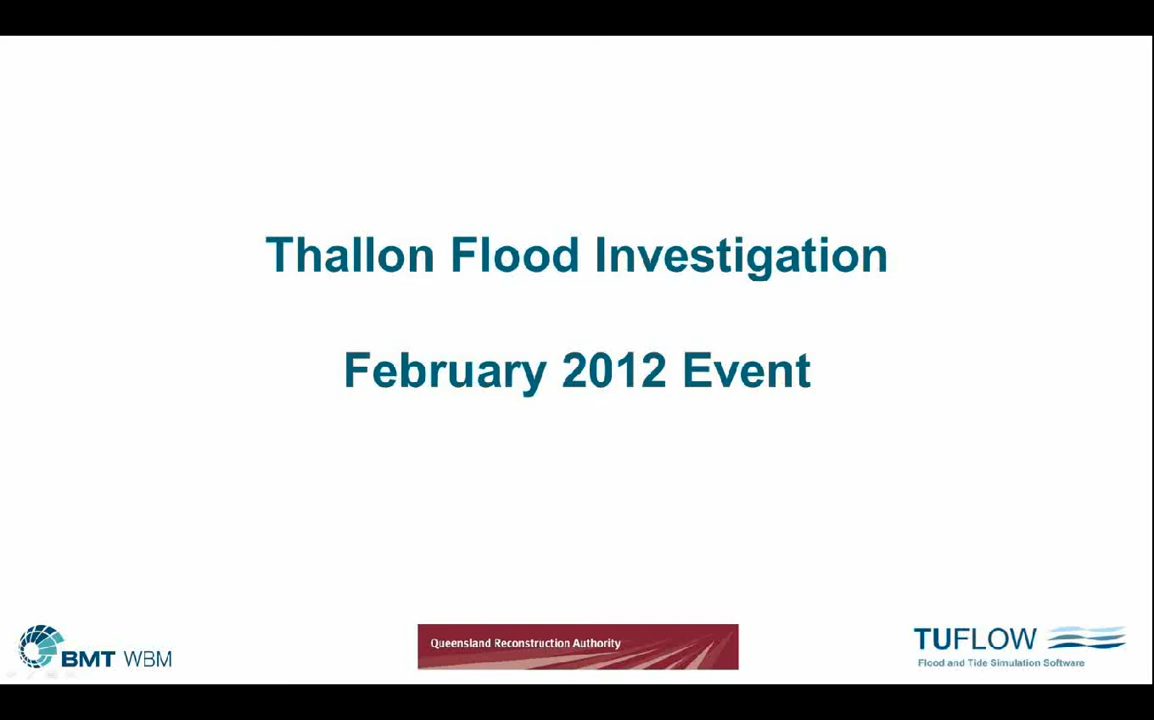 Thallon Flood Investigation
February 2012 Event
BMT WBM
Queensland Reconstruction Authority
TUFLOW
Flood and Tide Simulation Software